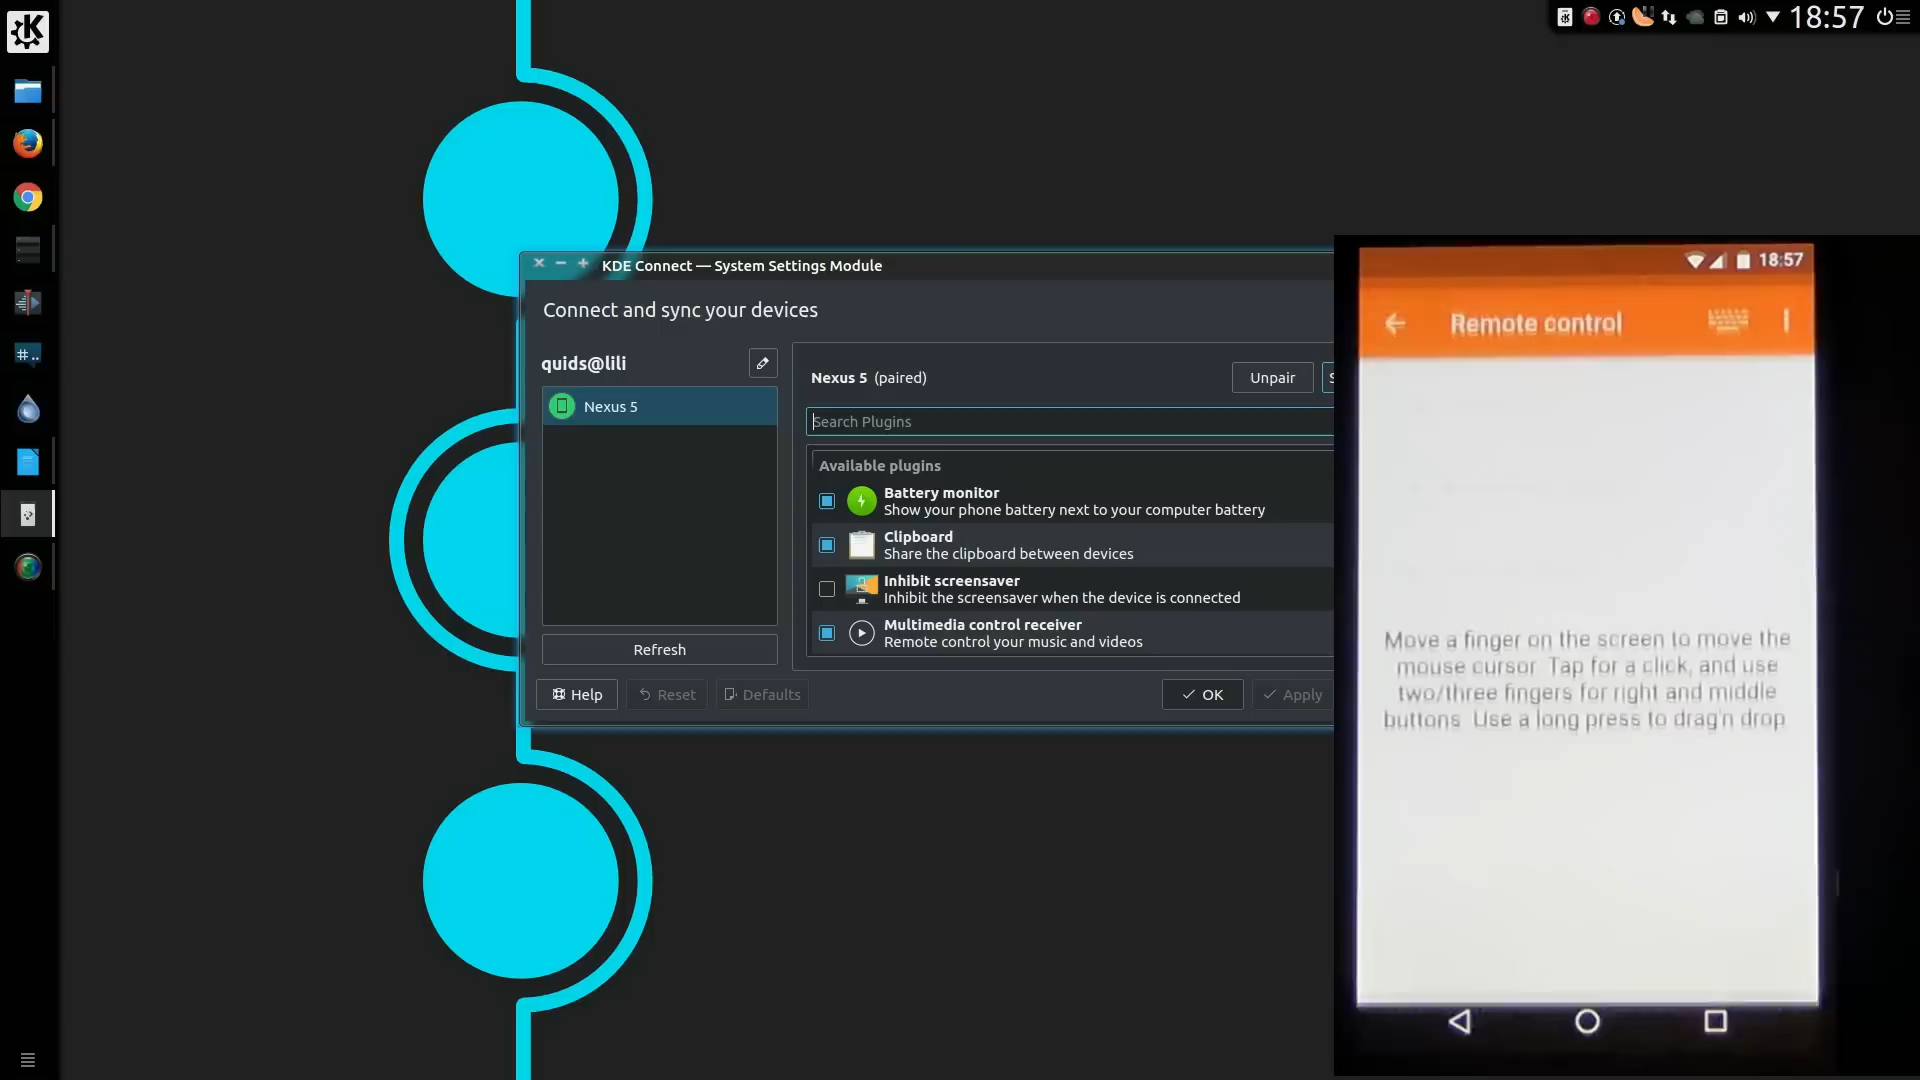 18:57
KDE Connect — System Settings Module
Connect and sync your devices
quids@lili
Nexus 5
Refresh
Nexus 5 (paired)
Unpair
S
Search Plugins
Available plugins
Battery monitor
Show your phone battery next to your computer battery
Clipboard
Share the clipboard between devices
Inhibit screensaver
Inhibit the screensaver when the device is connected
Multimedia control receiver
Remote control your music and videos
Help
Reset
Defaults
OK
Apply
18:57
Remote control
Move a finger on the screen to move the
mouse cursor. Tap for a click, and use
two/three fingers for right and middle
buttons. Use a long press to drag'n drop.